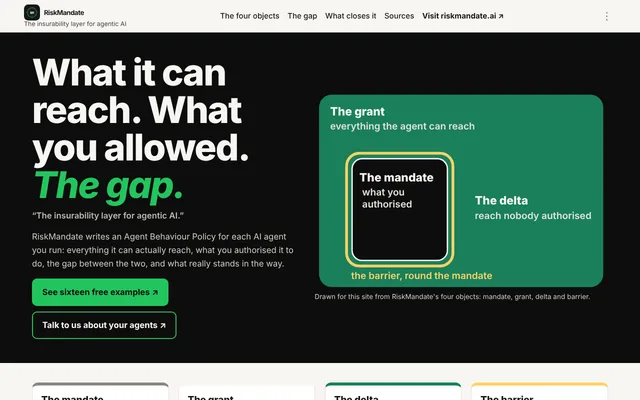 RiskMandate
The insurability layer for agentic AI
The four objects
The gap
What closes it
Sources
Visit riskmandate.ai ↗
What it can
reach. What
you allowed.
The gap.
“The insurability layer for agentic AI.”
RiskMandate writes an Agent Behaviour Policy for each AI agent
you run: everything it can actually reach, what you authorised it to
do, the gap between the two, and what really stands in the way.
See sixteen free examples ↗
Talk to us about your agents ↗
The grant
everything the agent can reach
The mandate
what you
authorised
The delta
reach nobody authorised
the barrier, round the mandate
Drawn for this site from RiskMandate's four objects: mandate, grant, delta and barrier.
The mandate
The grant
The delta
The barrier